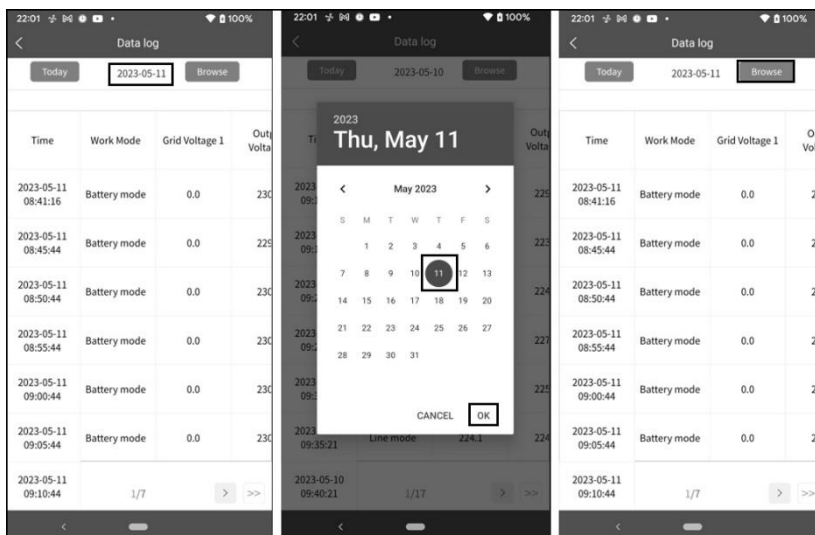 22:01 100%
Data log
Today 2023-05-11 Browse
Time Work Mode Grid Voltage 1
2023-05-11
08:41:16 Battery mode 0.0 230
2023-05-11
08:45:44 Battery mode 0.0 229
2023-05-11
08:50:44 Battery mode 0.0 230
2023-05-11
08:55:44 Battery mode 0.0 230
2023-05-11
09:00:44 Battery mode 0.0 230
2023-05-11
09:05:44 Battery mode 0.0 230
2023-05-11
09:10:44
1/7 > >>
22:01 100%
Data log
Today 2023-05-10 Browse
2023
Thu, May 11
May 2023
S M T W T F S
1 2 3 4 5 6
7 8 9 10 11 12 13
14 15 16 17 18 19 20
21 22 23 24 25 26 27
28 29 30 31
CANCEL OK
225
223
224
227
225
09:35:21 Line mode 224.1 224
2023-05-10
09:40:21
1/17 > >>
22:01 100%
Data log
Today 2023-05-11 Browse
Time Work Mode Grid Voltage 1
2023-05-11
08:41:16 Battery mode 0.0
2023-05-11
08:45:44 Battery mode 0.0
2023-05-11
08:50:44 Battery mode 0.0
2023-05-11
08:55:44 Battery mode 0.0
2023-05-11
09:00:44 Battery mode 0.0
2023-05-11
09:05:44 Battery mode 0.0
2023-05-11
09:10:44
1/7 > >>